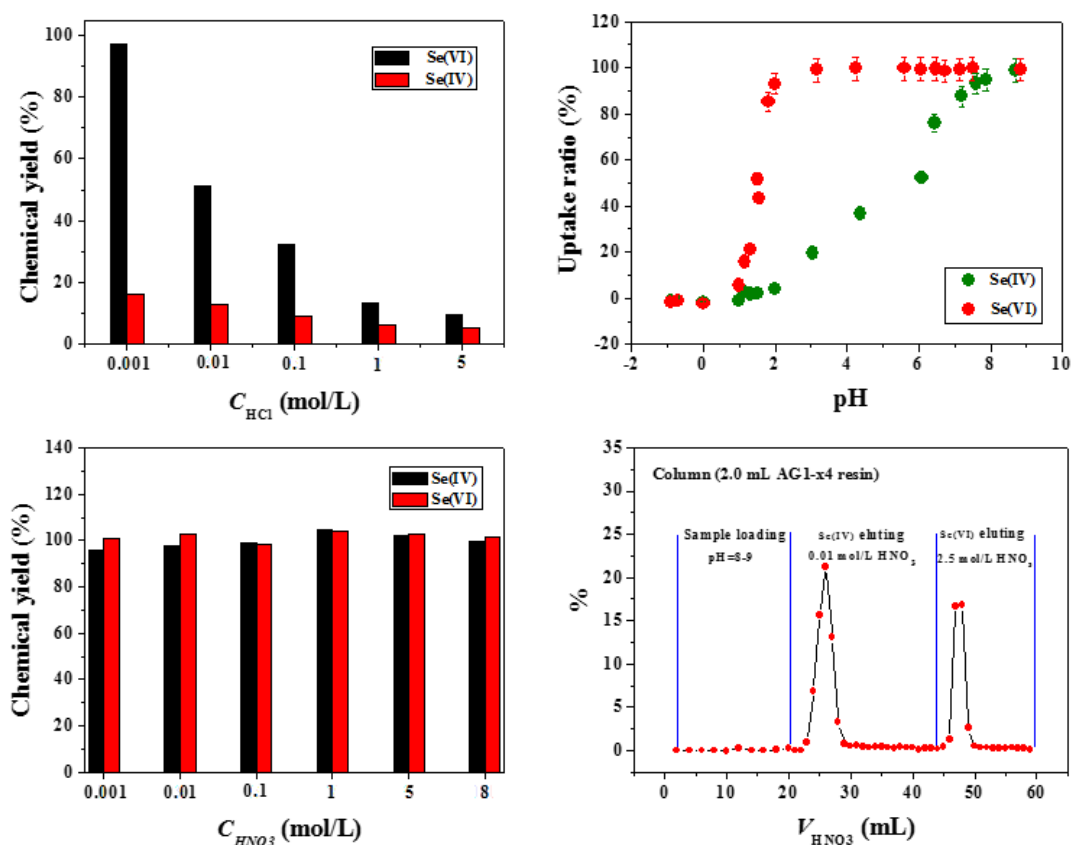 120
100
80
60
40
20
0
-20
Chemical yield (%)
100
80
60
40
20
0
Se(VI)
Se(IV)
0.001
0.01
0.1
1
5
C_HCl (mol/L)
Uptake ratio (%)
Se(IV)
Se(VI)
-2
0
2
4
6
8
10
pH
Chemical yield (%)
140
120
100
80
60
40
20
0
Se(IV)
Se(VI)
0.001
0.01
0.1
1
5
8
C_HNO3 (mol/L)
%
35
30
25
20
15
10
5
0
Column (2.0 mL AG1-x4 resin)
Sample loading
pH=8-9
Se(IV) eluting
0.01 mol/L HNO3
Se(VI) eluting
2.5 mol/L HNO3
0
10
20
30
40
50
60
V_HNO3 (mL)